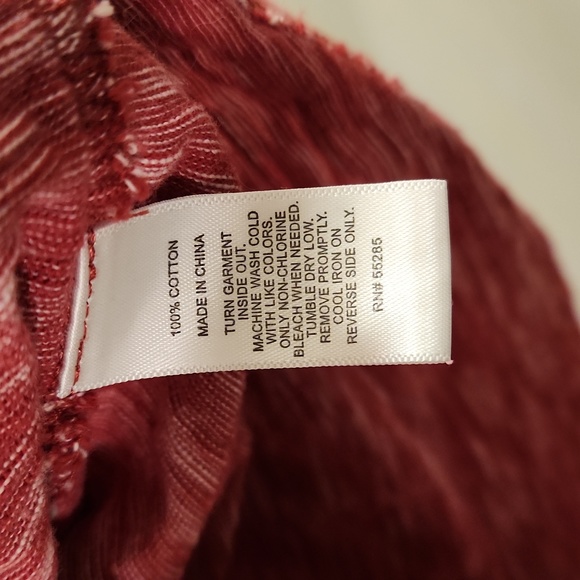 100% COTTON
MADE IN CHINA
TURN GARMENT
INSIDE OUT.
MACHINE WASH COLD
WITH LIKE COLORS.
ONLY NON-CHLORINE
BLEACH WHEN NEEDED.
TUMBLE DRY LOW.
REMOVE PROMPTLY.
COOL IRON ON
REVERSE SIDE ONLY.
RN# 55285